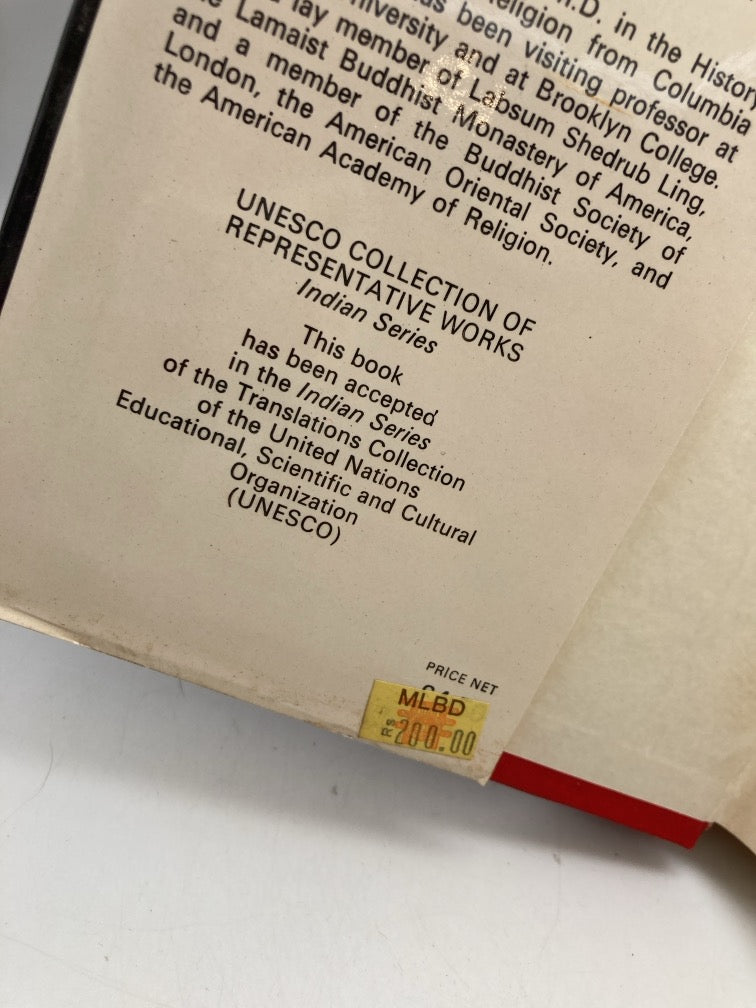 .D. in the History
religion from Columbia
as been visiting professor at
niversity and at Brooklyn College.
lay member of Labsum Shedrub Ling,
Lamaist Buddhist Monastery of America,
and a member of the Buddhist Society of
London, the American Oriental Society, and
the American Academy of Religion.
UNESCO COLLECTION OF
REPRESENTATIVE WORKS
Indian Series
This book
has been accepted
in the Indian Series
of the Translations Collection
of the United Nations
Educational, Scientific and Cultural
Organization
(UNESCO)
PRICE NET
MLBD
Rs 200.00